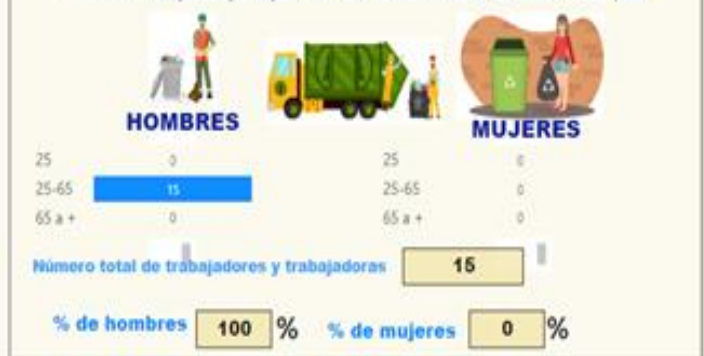 HOMBRES
MUJERES
25 0 25 0
25-65 15 25-65 0
65 a + 0 65 a + 0
Número total de trabajadores y trabajadoras 15
% de hombres 100 % % de mujeres 0 %